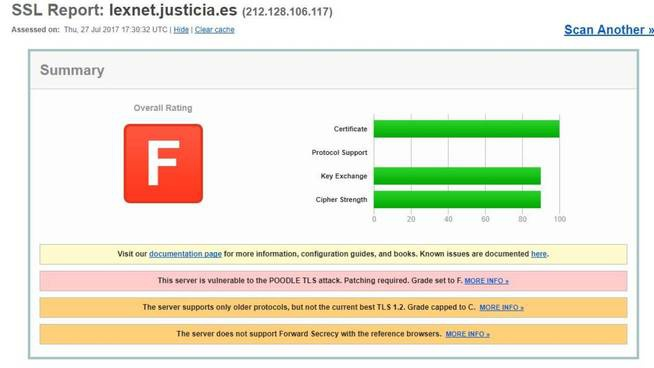 SSL Report: lexnet.justicia.es (212.128.106.117)
Assessed on: Thu, 27 Jul 2017 17:30:32 UTC | Hide | Clear cache
Scan Another »
Summary
Overall Rating
F
Certificate
Protocol Support
Key Exchange
Cipher Strength
0 20 40 60 80 100
Visit our documentation page for more information, configuration guides, and books. Known issues are documented here.
This server is vulnerable to the POODLE TLS attack. Patching required. Grade set to F. MORE INFO »
The server supports only older protocols, but not the current best TLS 1.2. Grade capped to C. MORE INFO »
The server does not support Forward Secrecy with the reference browsers. MORE INFO »